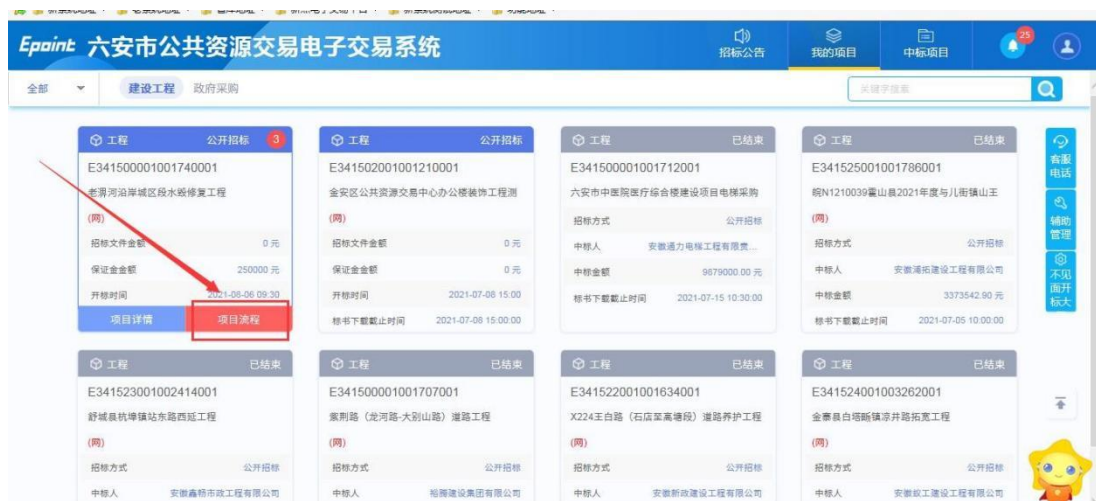 Epoint 六安市公共资源交易电子交易系统
招标公告
我的项目
中标项目
25
全部
建设工程
政府采购
关键字搜索
工程 公开招标 3
E3415000001001740001
老淠河沿岸城区段水毁修复工程
(网)
招标文件金额 0 元
保证金金额 250000 元
开标时间 2021-08-06 09:30
项目详情 项目流程
工程 公开招标
E3415020001001210001
金安区公共资源交易中心办公楼装饰工程测
(网)
招标文件金额 0 元
保证金金额 0 元
开标时间 2021-07-08 15:00
标书下载截止时间 2021-07-08 15:00:00
工程 已结束
E3415000001001712001
六安市中医院医疗综合楼建设项目电梯采购
招标方式 公开招标
中标人 安徽通力电梯工程有限责...
中标金额 9879000.00 元
标书下载截止时间 2021-07-15 10:30:00
工程 已结束
E3415250001001786001
皖N1210039霍山县2021年度与儿街镇山王
(网)
招标方式 公开招标
中标人 安徽浦拓建设工程有限公司
中标金额 3373542.90 元
标书下载截止时间 2021-07-05 10:00:00
工程 已结束
E3415230001002414001
舒城县杭埠镇站东路西延工程
(网)
招标方式 公开招标
中标人 安徽鑫畅市政工程有限公司
工程 已结束
E3415000001001707001
紫荆路（龙河路-大别山路）道路工程
(网)
招标方式 公开招标
中标人 裕腾建设集团有限公司
工程 已结束
E3415220001001634001
X224王白路（石店至高塘段）道路养护工程
(网)
招标方式 公开招标
中标人 安徽新政建设工程有限公司
工程 已结束
E3415240001003262001
金寨县白塔畈镇凉井路拓宽工程
(网)
招标方式 公开招标
中标人 安徽故工建设工程有限公司
客服
电话
辅助
管理
不见
面开
标大